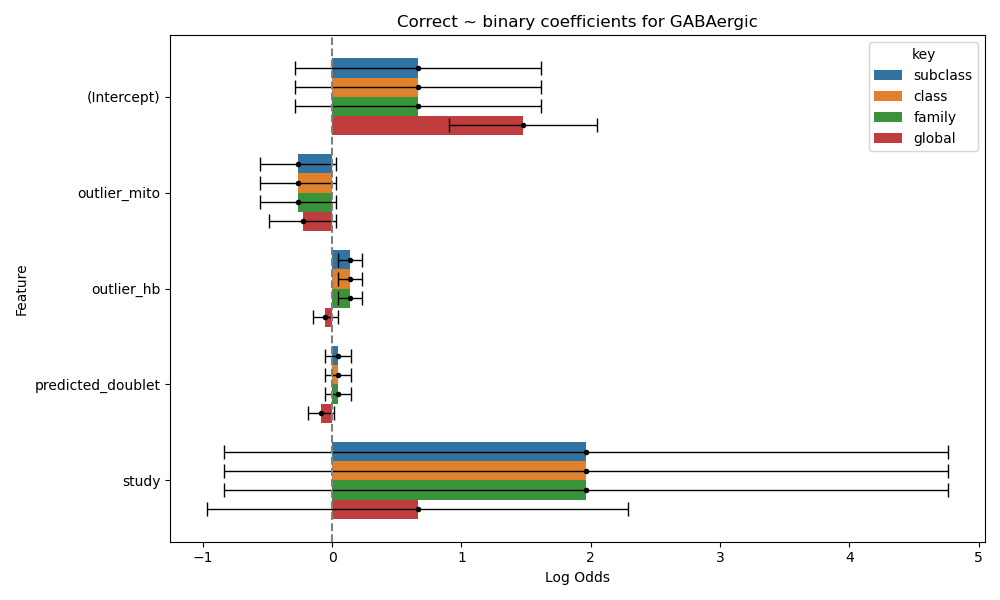 Correct ~ binary coefficients for GABAergic
key
subclass
class
family
global
Feature
(Intercept)
outlier_mito
outlier_hb
predicted_doublet
study
−1 0 1 2 3 4 5
Log Odds